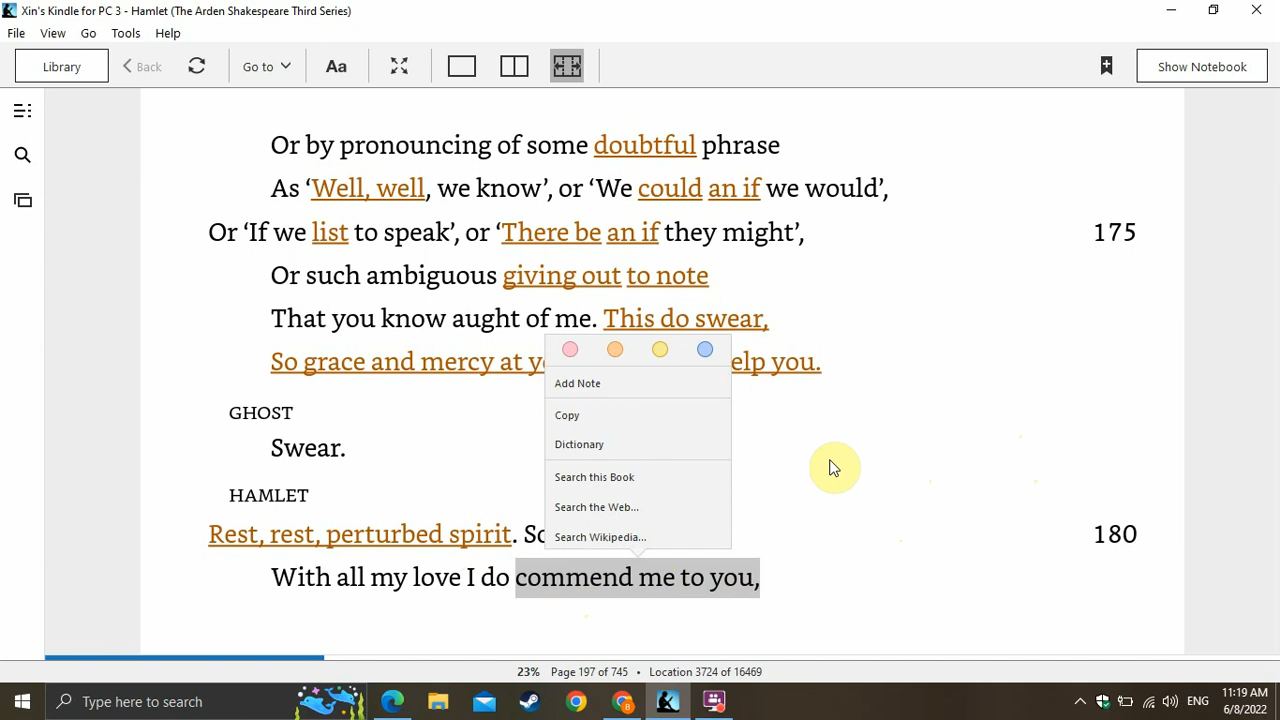 Xin's Kindle for PC 3 - Hamlet (The Arden Shakespeare Third Series)
File View Go Tools Help
Library Back Go to Aa Show Notebook
Or by pronouncing of some doubtful phrase
As ‘Well, well, we know’, or ‘We could an if we would’,
Or ‘If we list to speak’, or ‘There be an if they might’, 175
Or such ambiguous giving out to note
That you know aught of me. This do swear,
So grace and mercy at elp you.
Add Note
GHOST
Copy
Swear.
Dictionary
Search this Book
HAMLET
Search the Web...
Rest, rest, perturbed spirit. 180
Search Wikipedia...
With all my love I do commend me to you,
23% Page 197 of 745 • Location 3724 of 16469
Type here to search
ENG
11:19 AM
6/8/2022